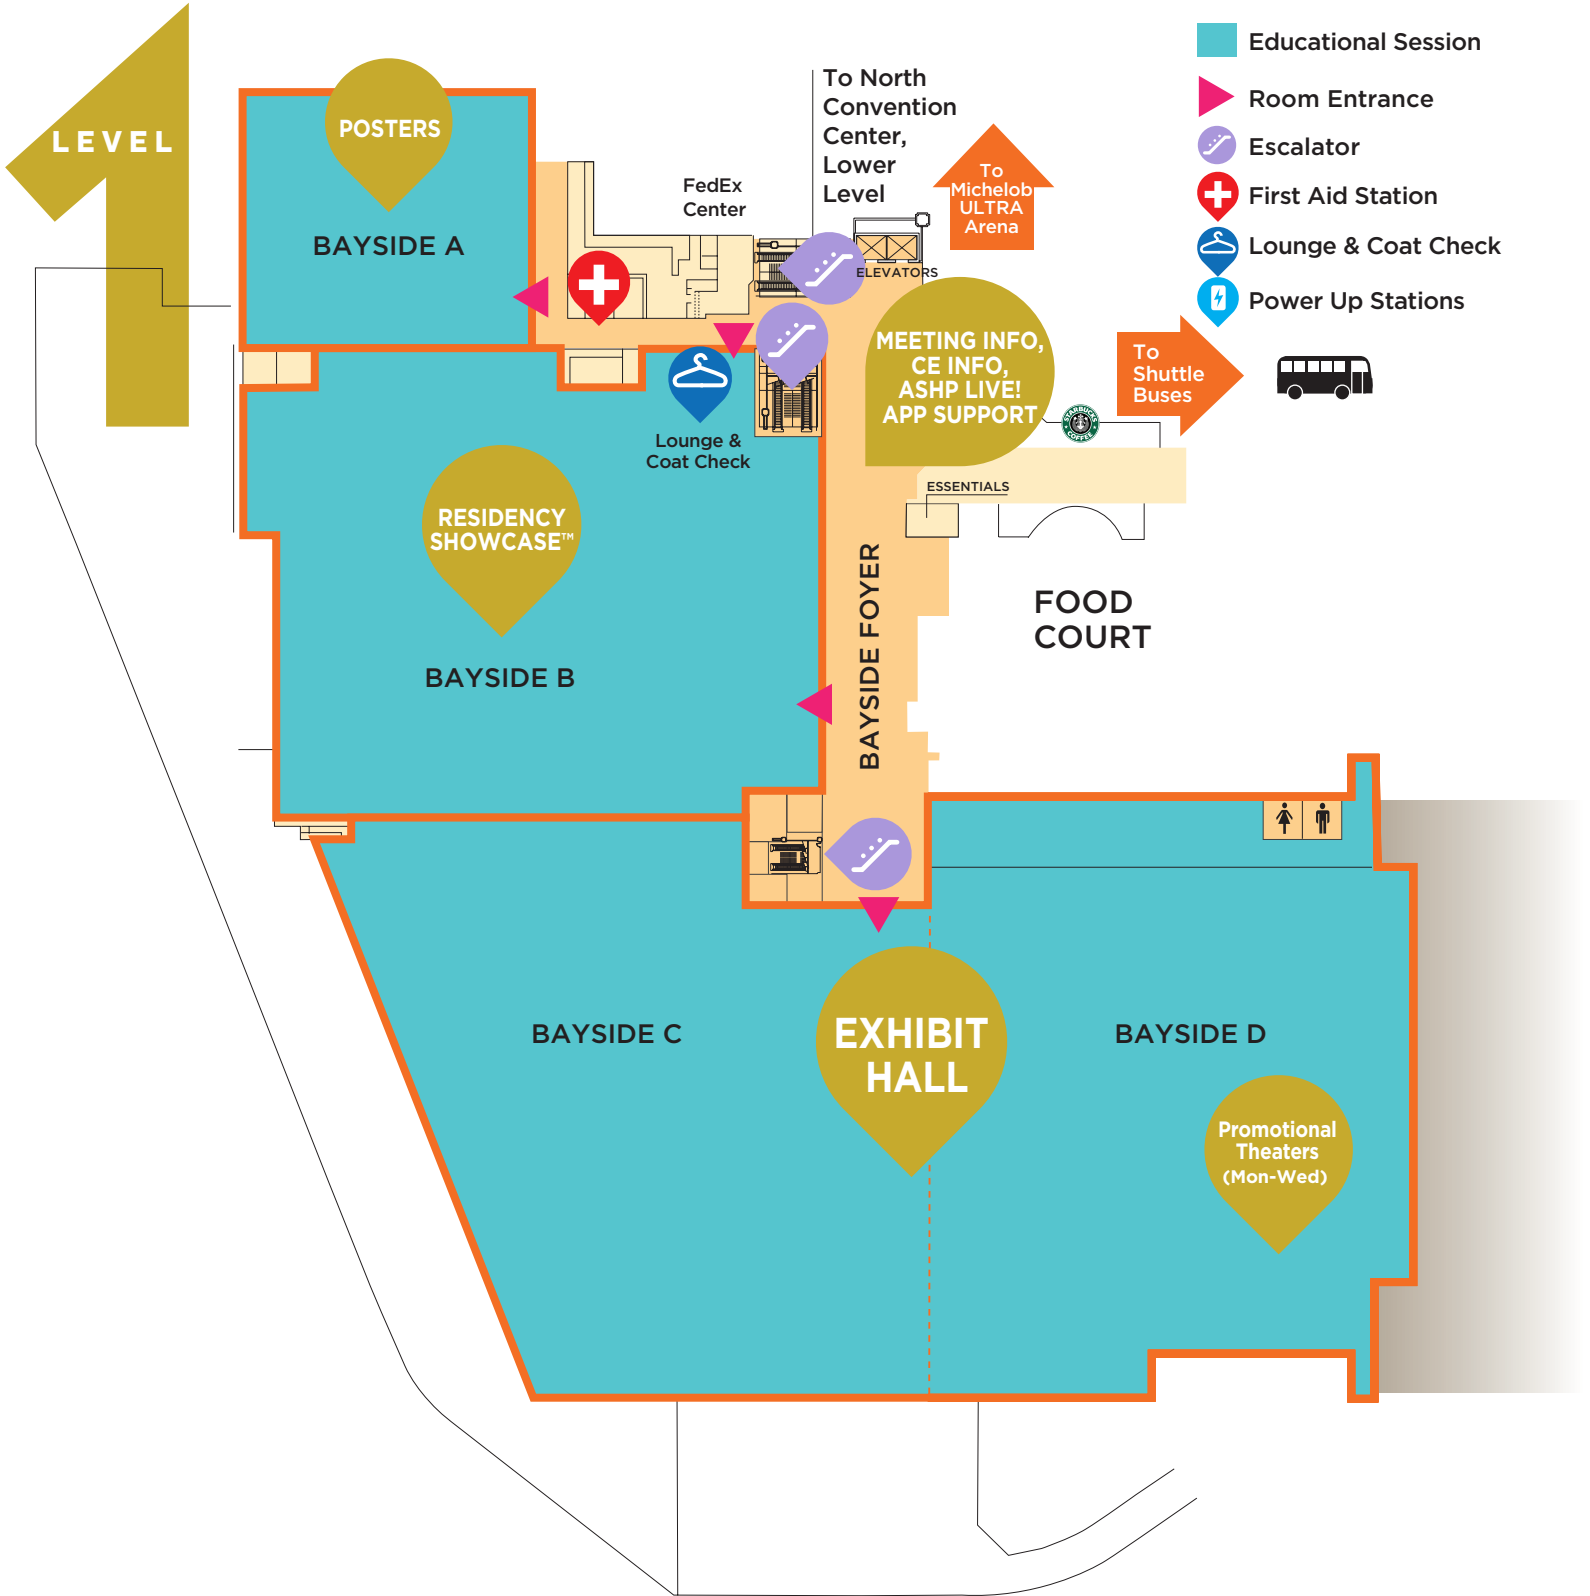 LEVEL
POSTERS
BAYSIDE A
FedEx
Center
To North
Convention
Center,
Lower
Level
To
Michelob
ULTRA
Arena
ELEVATORS
Educational Session
Room Entrance
Escalator
First Aid Station
Lounge & Coat Check
Power Up Stations
MEETING INFO,
CE INFO,
ASHP LIVE!
APP SUPPORT
To
Shuttle
Buses
STARBUCKS
COFFEE
Lounge &
Coat Check
ESSENTIALS
RESIDENCY
SHOWCASE™
BAYSIDE B
BAYSIDE FOYER
FOOD
COURT
BAYSIDE C
EXHIBIT
HALL
BAYSIDE D
Promotional
Theaters
(Mon-Wed)